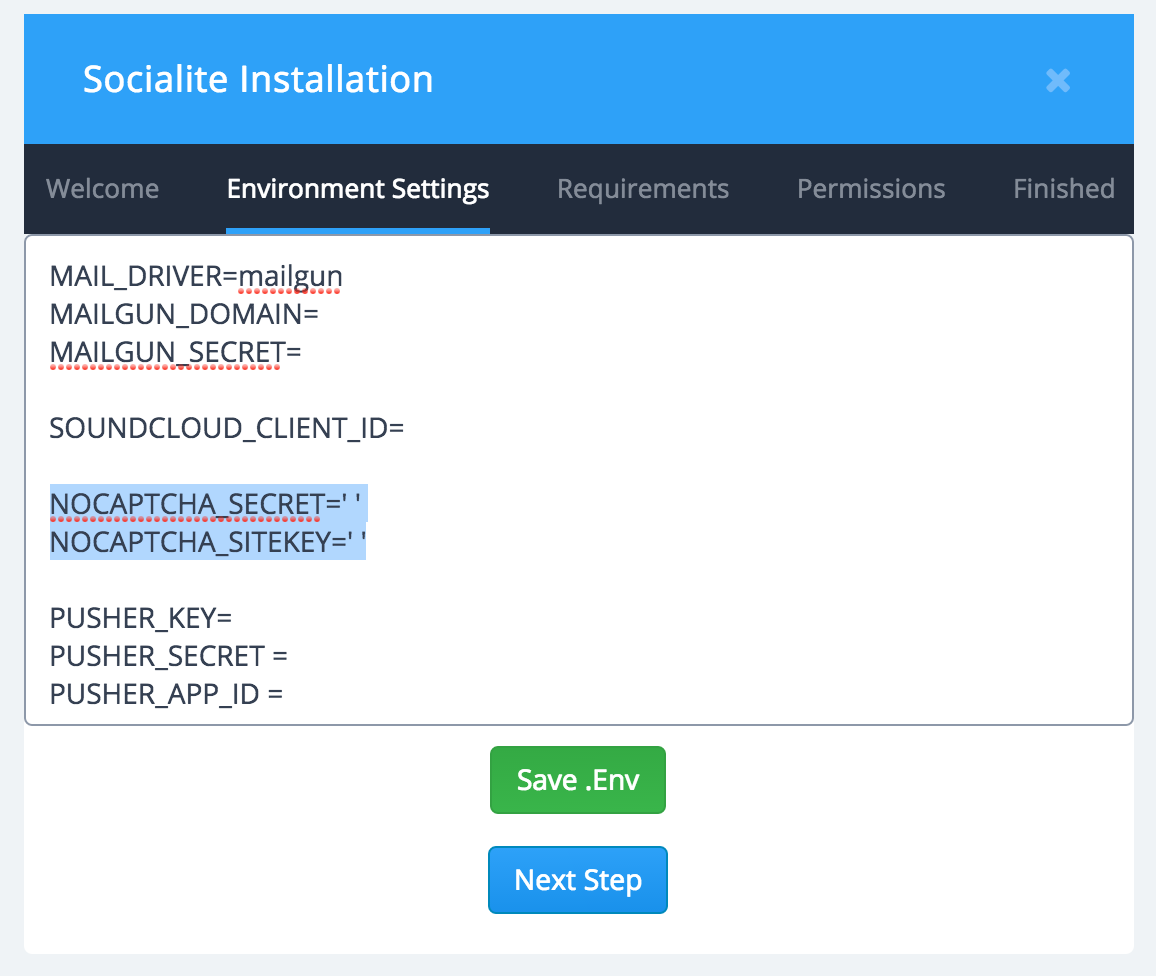 Socialite Installation
Welcome Environment Settings Requirements Permissions Finished
MAIL_DRIVER=mailgun
MAILGUN_DOMAIN=
MAILGUN_SECRET=
SOUNDCLOUD_CLIENT_ID=
NOCAPTCHA_SECRET=' '
NOCAPTCHA_SITEKEY=' '
PUSHER_KEY=
PUSHER_SECRET =
PUSHER_APP_ID =
Save .Env
Next Step